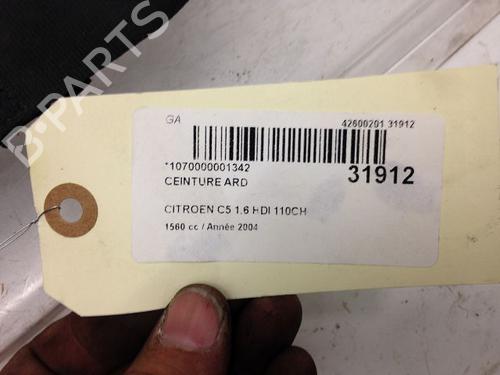 B-PARTS
GA
42600201 31912
*1070000001342
31912
CEINTURE ARD
CITROEN C5 1.6 HDI 110CH
1560 cc / Année 2004